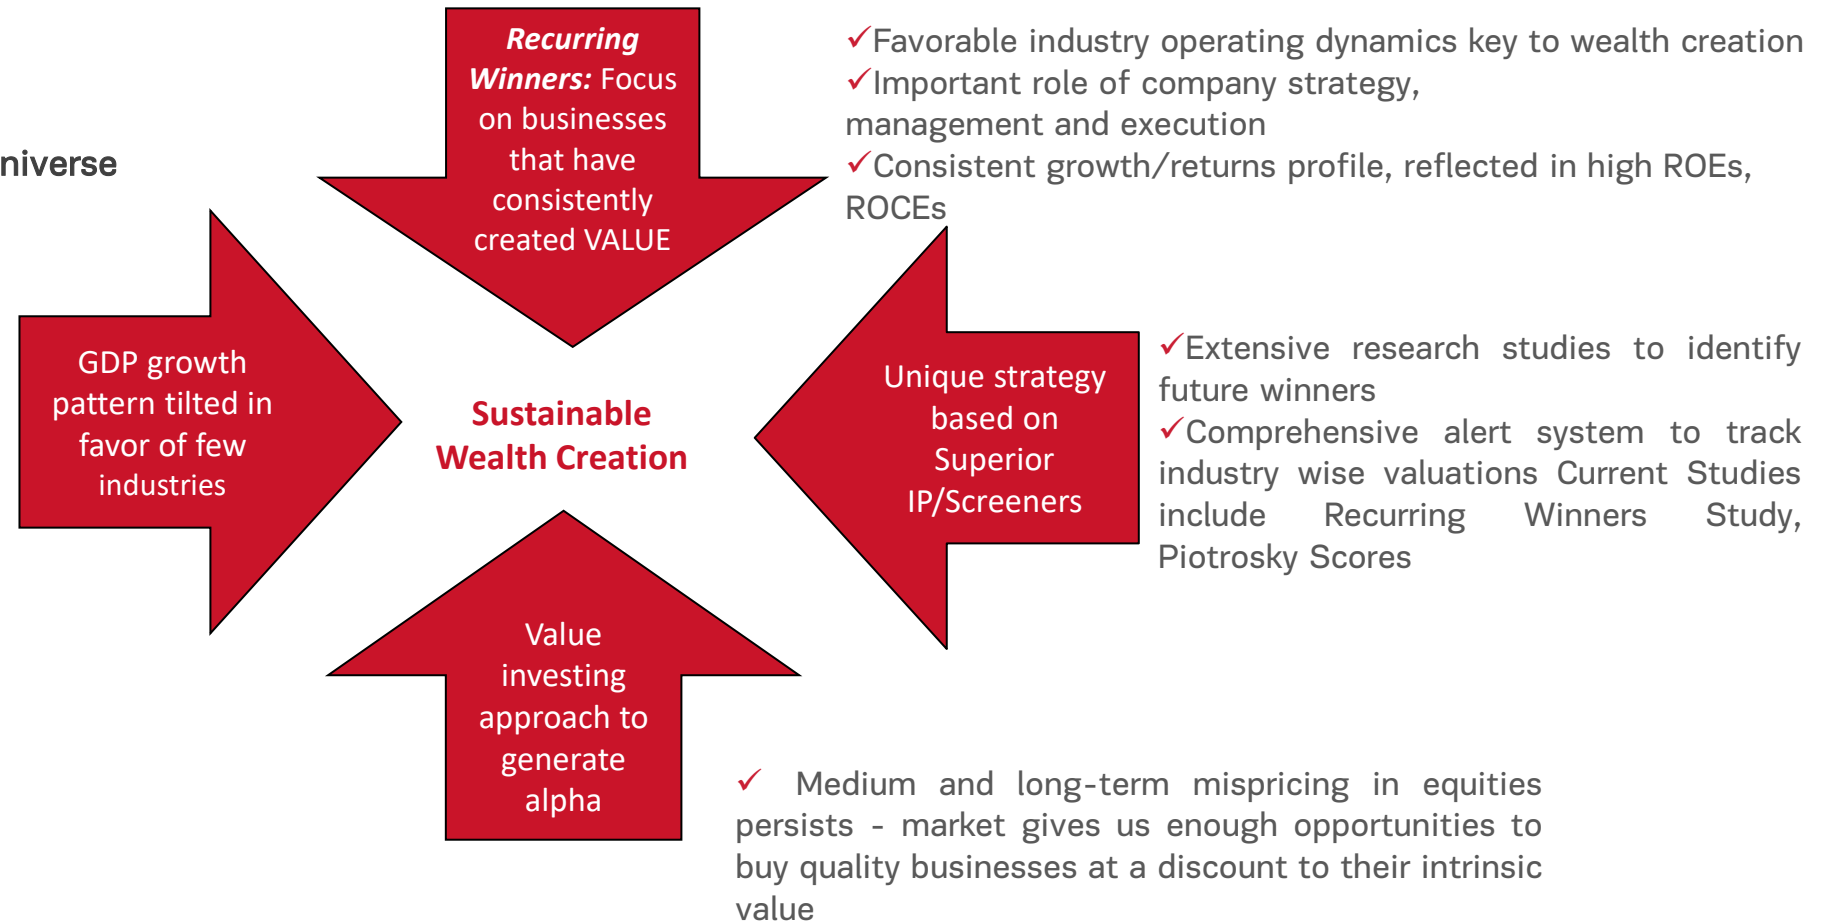 Recurring
Winners: Focus
on businesses
that have
consistently
created VALUE
✓Favorable industry operating dynamics key to wealth creation
✓Important role of company strategy,
management and execution
✓Consistent growth/returns profile, reflected in high ROEs,
ROCEs
niverse
GDP growth
pattern tilted in
favor of few
industries
Sustainable
Wealth Creation
Unique strategy
based on
Superior
IP/Screeners
✓Extensive research studies to identify
future winners
✓Comprehensive alert system to track
industry wise valuations Current Studies
include Recurring Winners Study,
Piotrosky Scores
Value
investing
approach to
generate
alpha
✓ Medium and long-term mispricing in equities
persists - market gives us enough opportunities to
buy quality businesses at a discount to their intrinsic
value